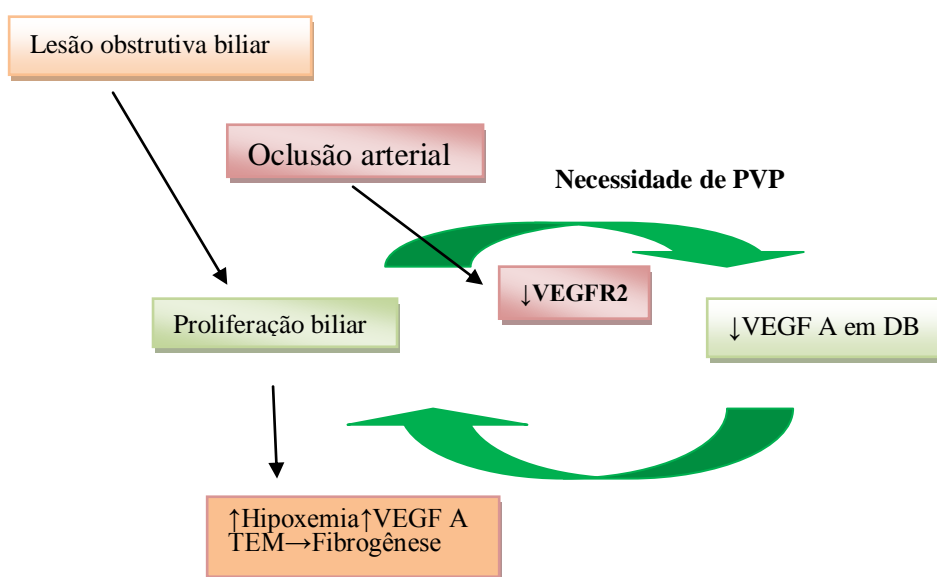 Lesão obstrutiva biliar
Oclusão arterial
Necessidade de PVP
↓VEGFR2
Proliferação biliar
↓VEGF A em DB
↑Hipoxemia↑VEGF A
TEM→Fibrogênese